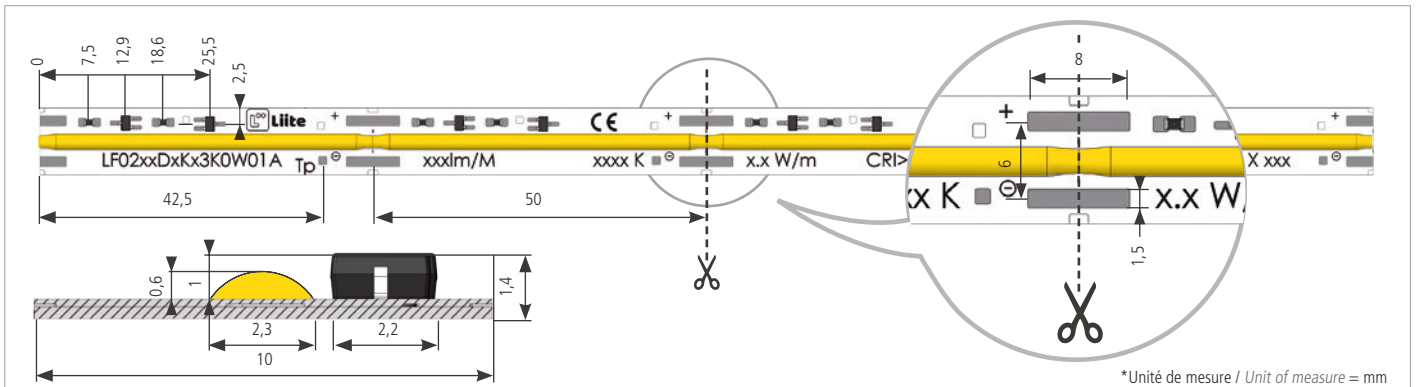 0
7,5
12,9
18,6
25,5
2,5
Liite
+
CE
+
+
LF02xxDxKx3K0W01A
Tp
⊖
xxxlm/M
xxxx K
⊖
x.x W/m
CRI>
X xxx
⊖
42,5
50
8
+
6
x K
⊖
x.x W
1,5
0,6
1
1,4
2,3
2,2
10
*Unité de mesure / Unit of measure = mm